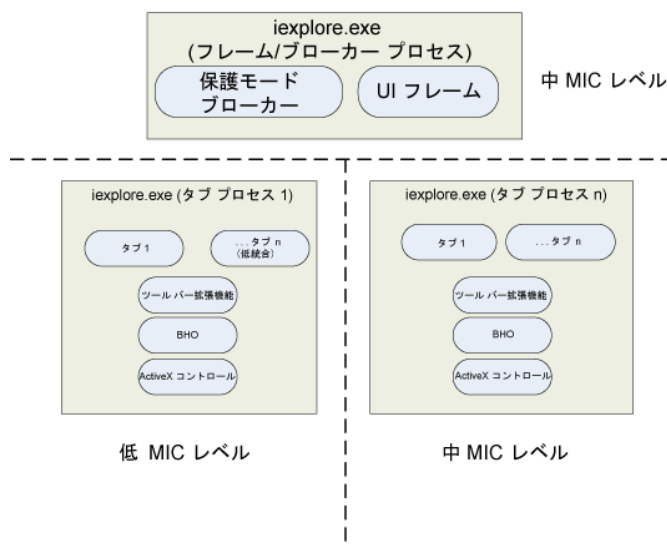 iexplore.exe
(フレーム/ブローカー プロセス)
保護モード
ブローカー
UI フレーム
中 MIC レベル
iexplore.exe (タブ プロセス 1)
タブ 1
...タブ n
(低統合)
ツール バー拡張機能
BHO
ActiveX コントロール
低 MIC レベル
iexplore.exe (タブ プロセス n)
タブ 1
...タブ n
ツール バー拡張機能
BHO
ActiveX コントロール
中 MIC レベル